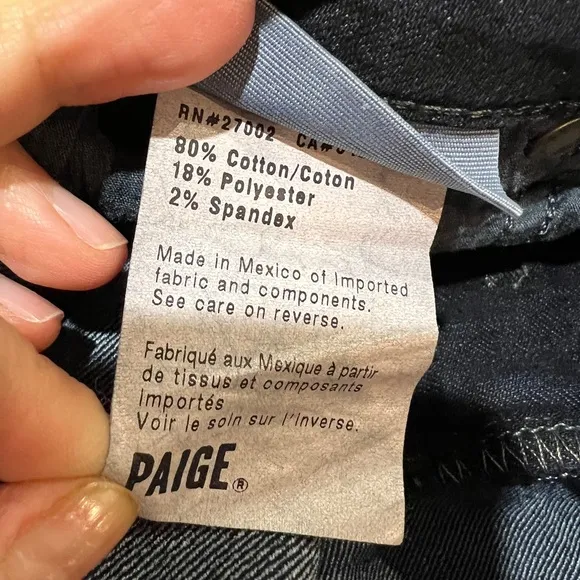 RN#27002 CA#
80% Cotton/Coton
18% Polyester
2% Spandex
Made in Mexico of Imported
fabric and components.
See care on reverse.
Fabriqué aux Mexique à partir
de tissus et composants
Importés
Voir le soin sur l'inverse.
PAIGE®